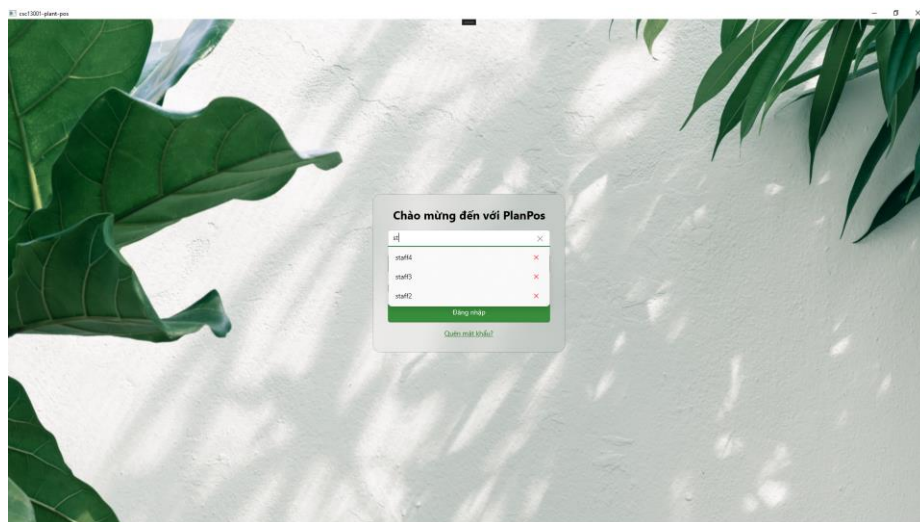 csc13001-plant-pos
Chào mừng đến với PlanPos
st
staff4
staff3
staff2
Đăng nhập
Quên mật khẩu?